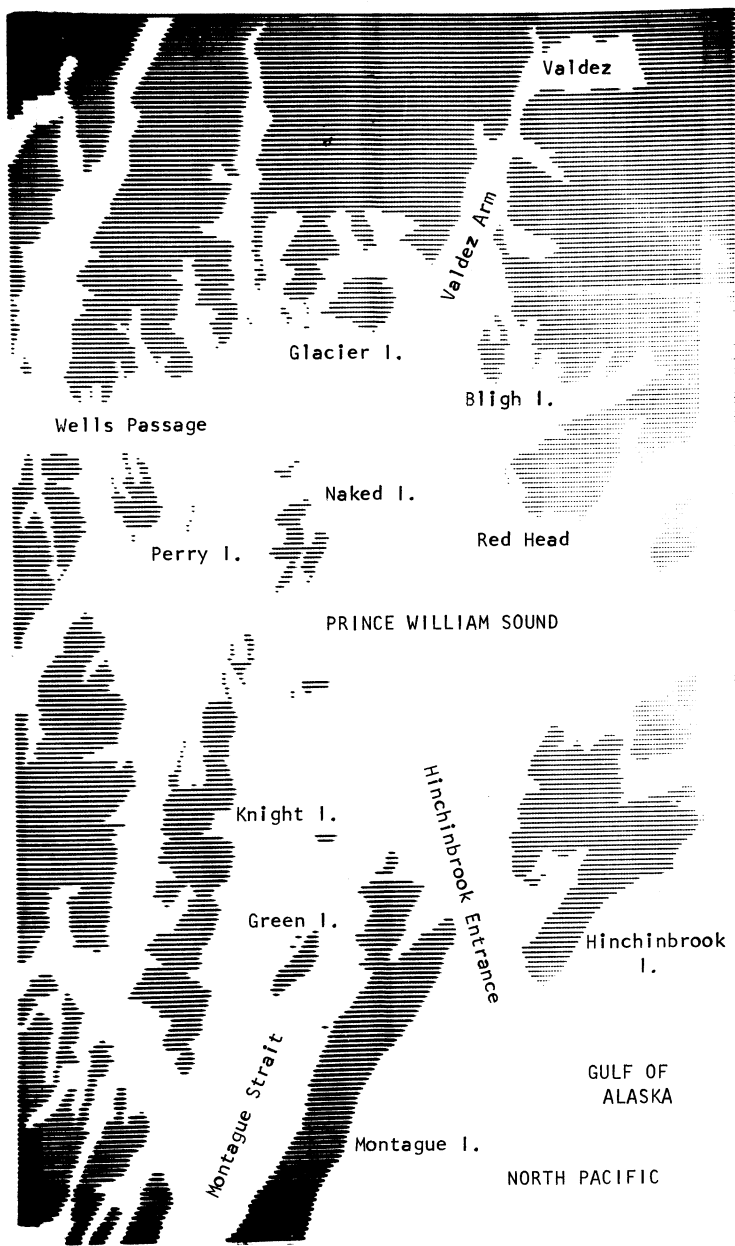 Valdez
Valdez Arm
Glacier I.
Bligh I.
Wells Passage
Naked I.
Perry I.
Red Head
PRINCE WILLIAM SOUND
Hinchinbrook Entrance
Knight I.
Green I.
Hinchinbrook
I.
Montague Strait
GULF OF
ALASKA
Montague I.
NORTH PACIFIC